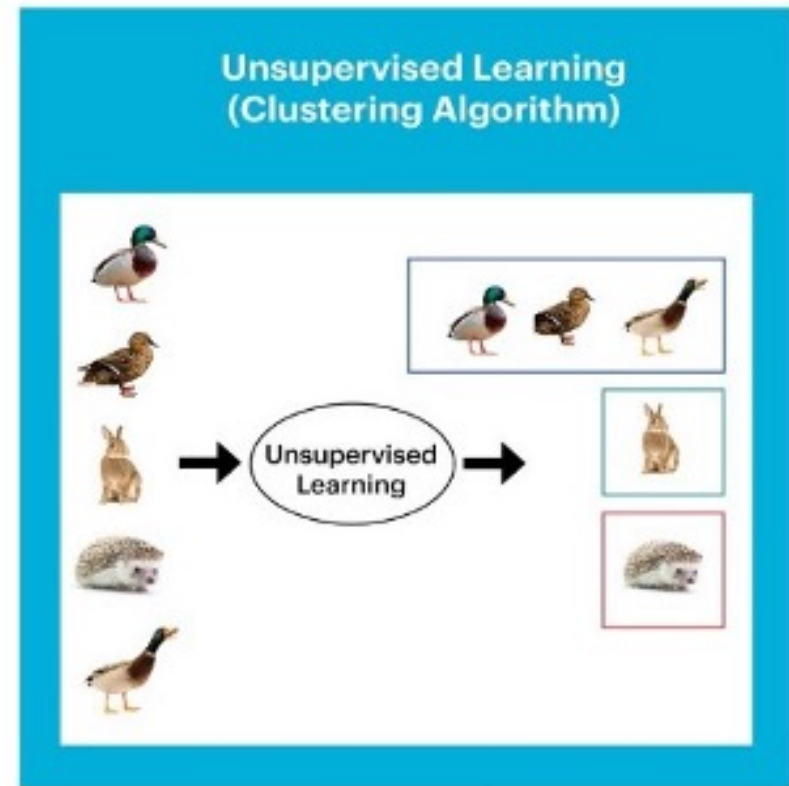 Unsupervised Learning
(Clustering Algorithm)
Unsupervised
Learning